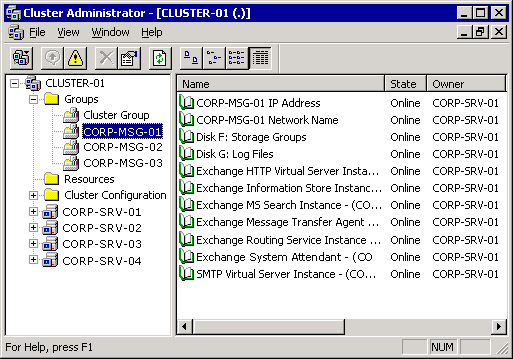 Cluster Administrator - [CLUSTER-01 (.)]
File View Window Help
CLUSTER-01
Groups
Cluster Group
CORP-MSG-01
CORP-MSG-02
CORP-MSG-03
Resources
Cluster Configuration
CORP-SRV-01
CORP-SRV-02
CORP-SRV-03
CORP-SRV-04
Name State Owner
CORP-MSG-01 IP Address Online CORP-SRV-01
CORP-MSG-01 Network Name Online CORP-SRV-01
Disk F: Storage Groups Online CORP-SRV-01
Disk G: Log Files Online CORP-SRV-01
Exchange HTTP Virtual Server Insta... Online CORP-SRV-01
Exchange Information Store Instanc... Online CORP-SRV-01
Exchange MS Search Instance - (CO... Online CORP-SRV-01
Exchange Message Transfer Agent ... Online CORP-SRV-01
Exchange Routing Service Instance ... Online CORP-SRV-01
Exchange System Attendant - (CO Online CORP-SRV-01
SMTP Virtual Server Instance - (CO... Online CORP-SRV-01
For Help, press F1
NUM